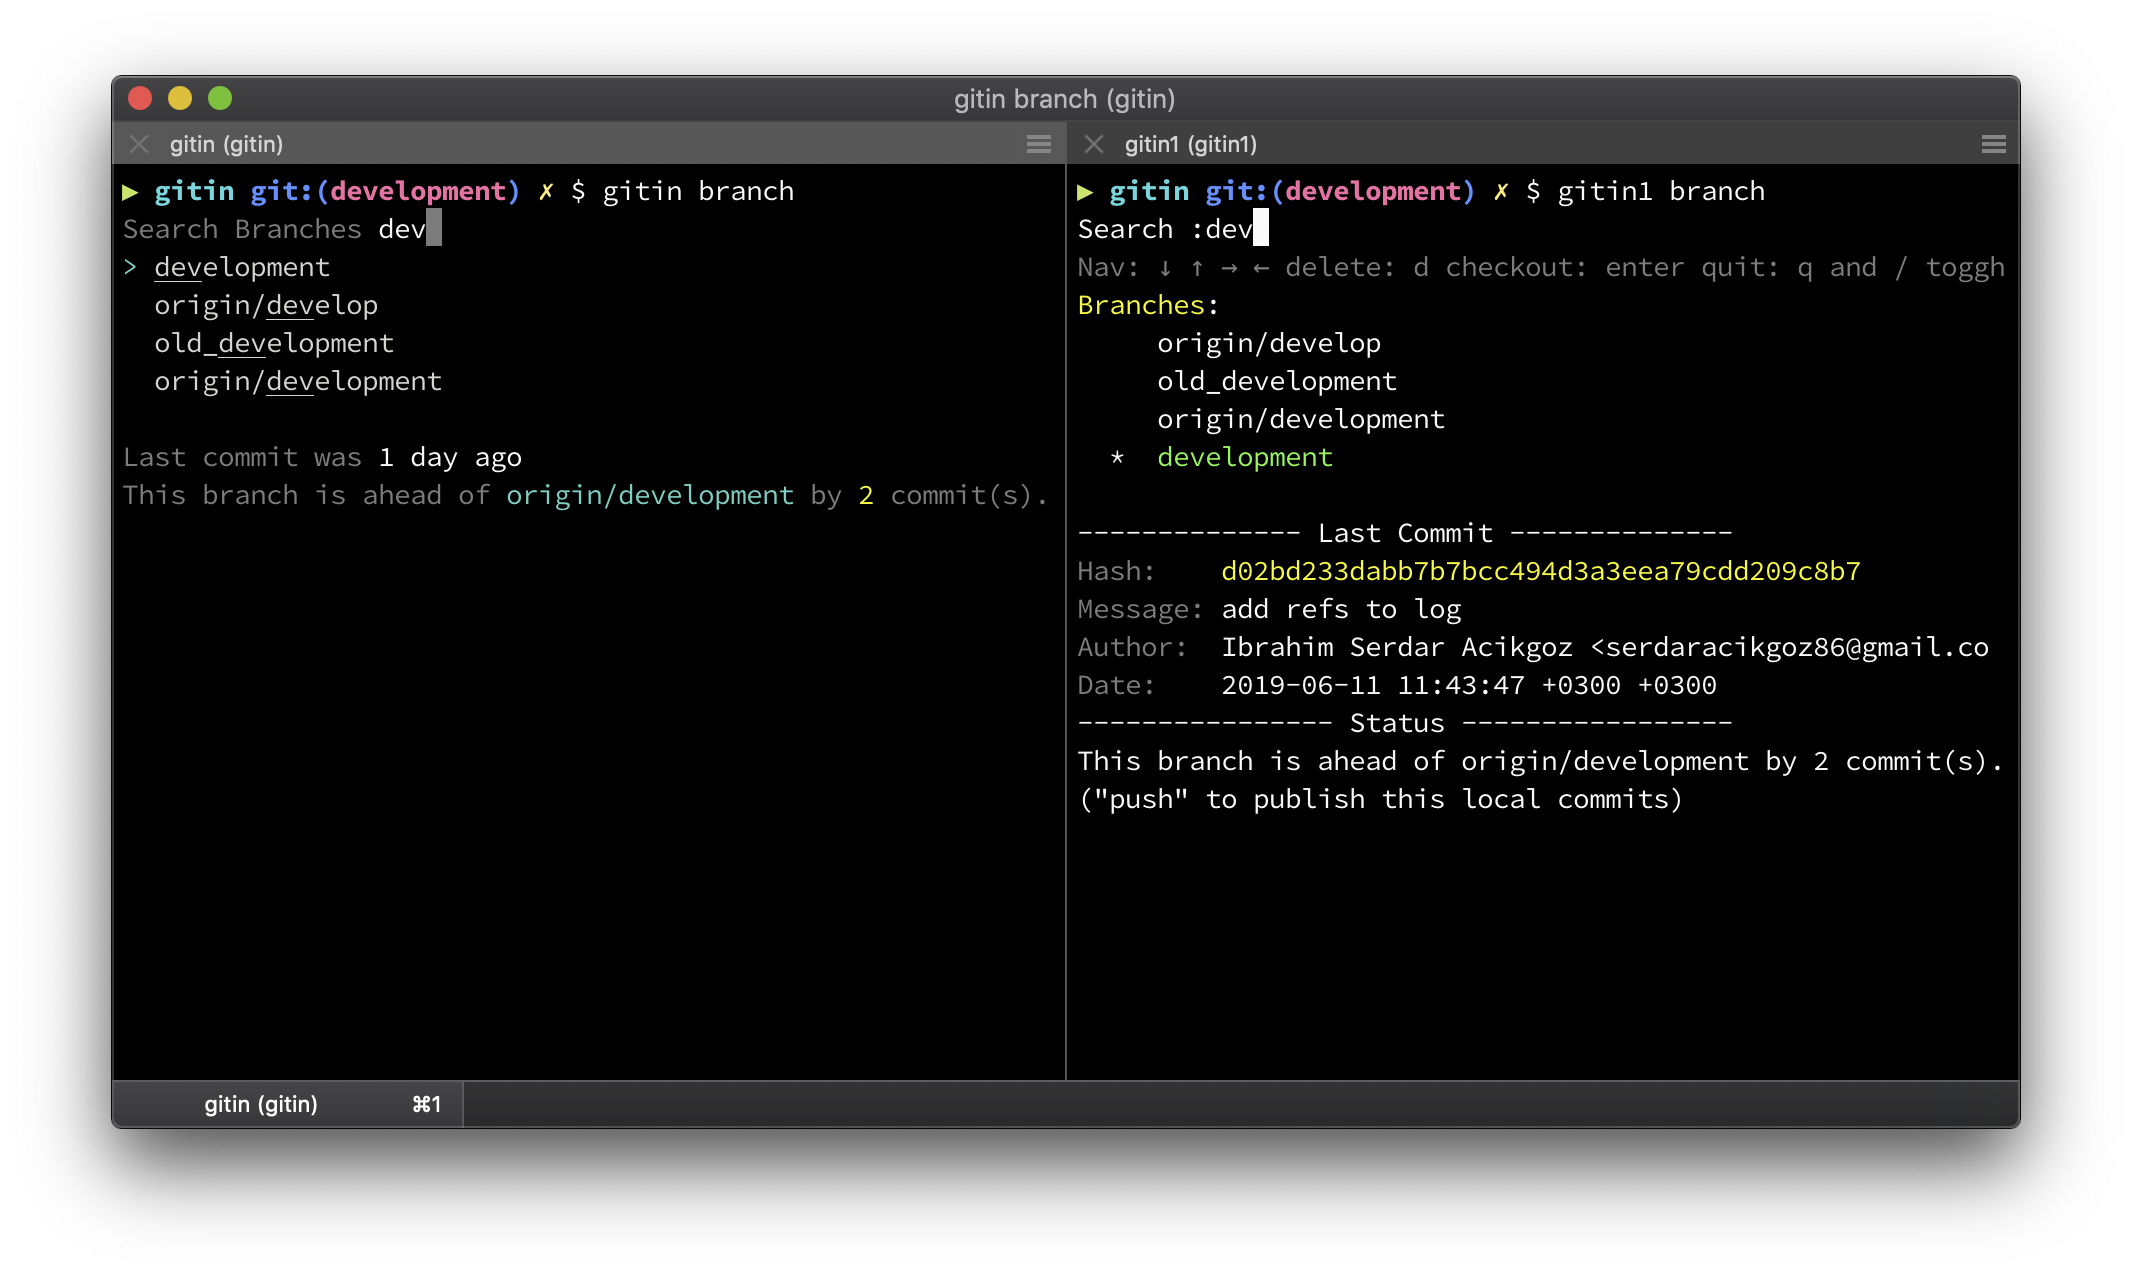 gitin branch (gitin)
gitin (gitin)
▶ gitin git:(development) ✗ $ gitin branch
Search Branches dev
> development
origin/develop
old_development
origin/development
Last commit was 1 day ago
This branch is ahead of origin/development by 2 commit(s).
gitin1 (gitin1)
▶ gitin git:(development) ✗ $ gitin1 branch
Search :dev
Nav: ↓ ↑ → ← delete: d checkout: enter quit: q and / toggh
Branches:
origin/develop
old_development
origin/development
* development
-------------- Last Commit --------------
Hash: d02bd233dabb7b7bcc494d3a3eea79cdd209c8b7
Message: add refs to log
Author: Ibrahim Serdar Acikgoz <serdaracikgoz86@gmail.co
Date: 2019-06-11 11:43:47 +0300 +0300
---------------- Status -----------------
This branch is ahead of origin/development by 2 commit(s).
("push" to publish this local commits)
gitin (gitin) ⌘1